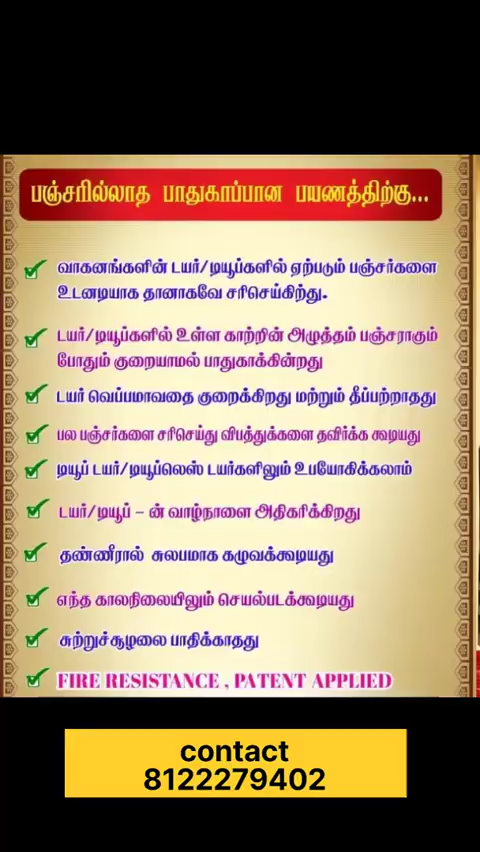 பஞ்சரில்லாத பாதுகாப்பான பயணத்திற்கு...
வாகனங்களின் டயர்/டியூப்களில் ஏற்படும் பஞ்சர்களை
உடனடியாக தானாகவே சரிசெய்கிறது.
டயர்/டியூப்களில் உள்ள காற்றின் அழுத்தம் பஞ்சராகும்
போதும் குறையாமல் பாதுகாக்கின்றது
டயர் வெப்பமாவதை குறைக்கிறது மற்றும் தீப்பற்றாதது
பல பஞ்சர்களை சரிசெய்து விபத்துக்களை தவிர்க்க கூடியது
டியூப் டயர்/டியூப்லெஸ் டயர்களிலும் உபயோகிக்கலாம்
டயர்/டியூப் – ன் வாழ்நாளை அதிகரிக்கிறது
தண்ணீரால் சுலபமாக கழுவக்கூடியது
எந்த காலநிலையிலும் செயல்படக்கூடியது
சுற்றுச்சூழலை பாதிக்காதது
FIRE RESISTANCE , PATENT APPLIED
contact
8122279402